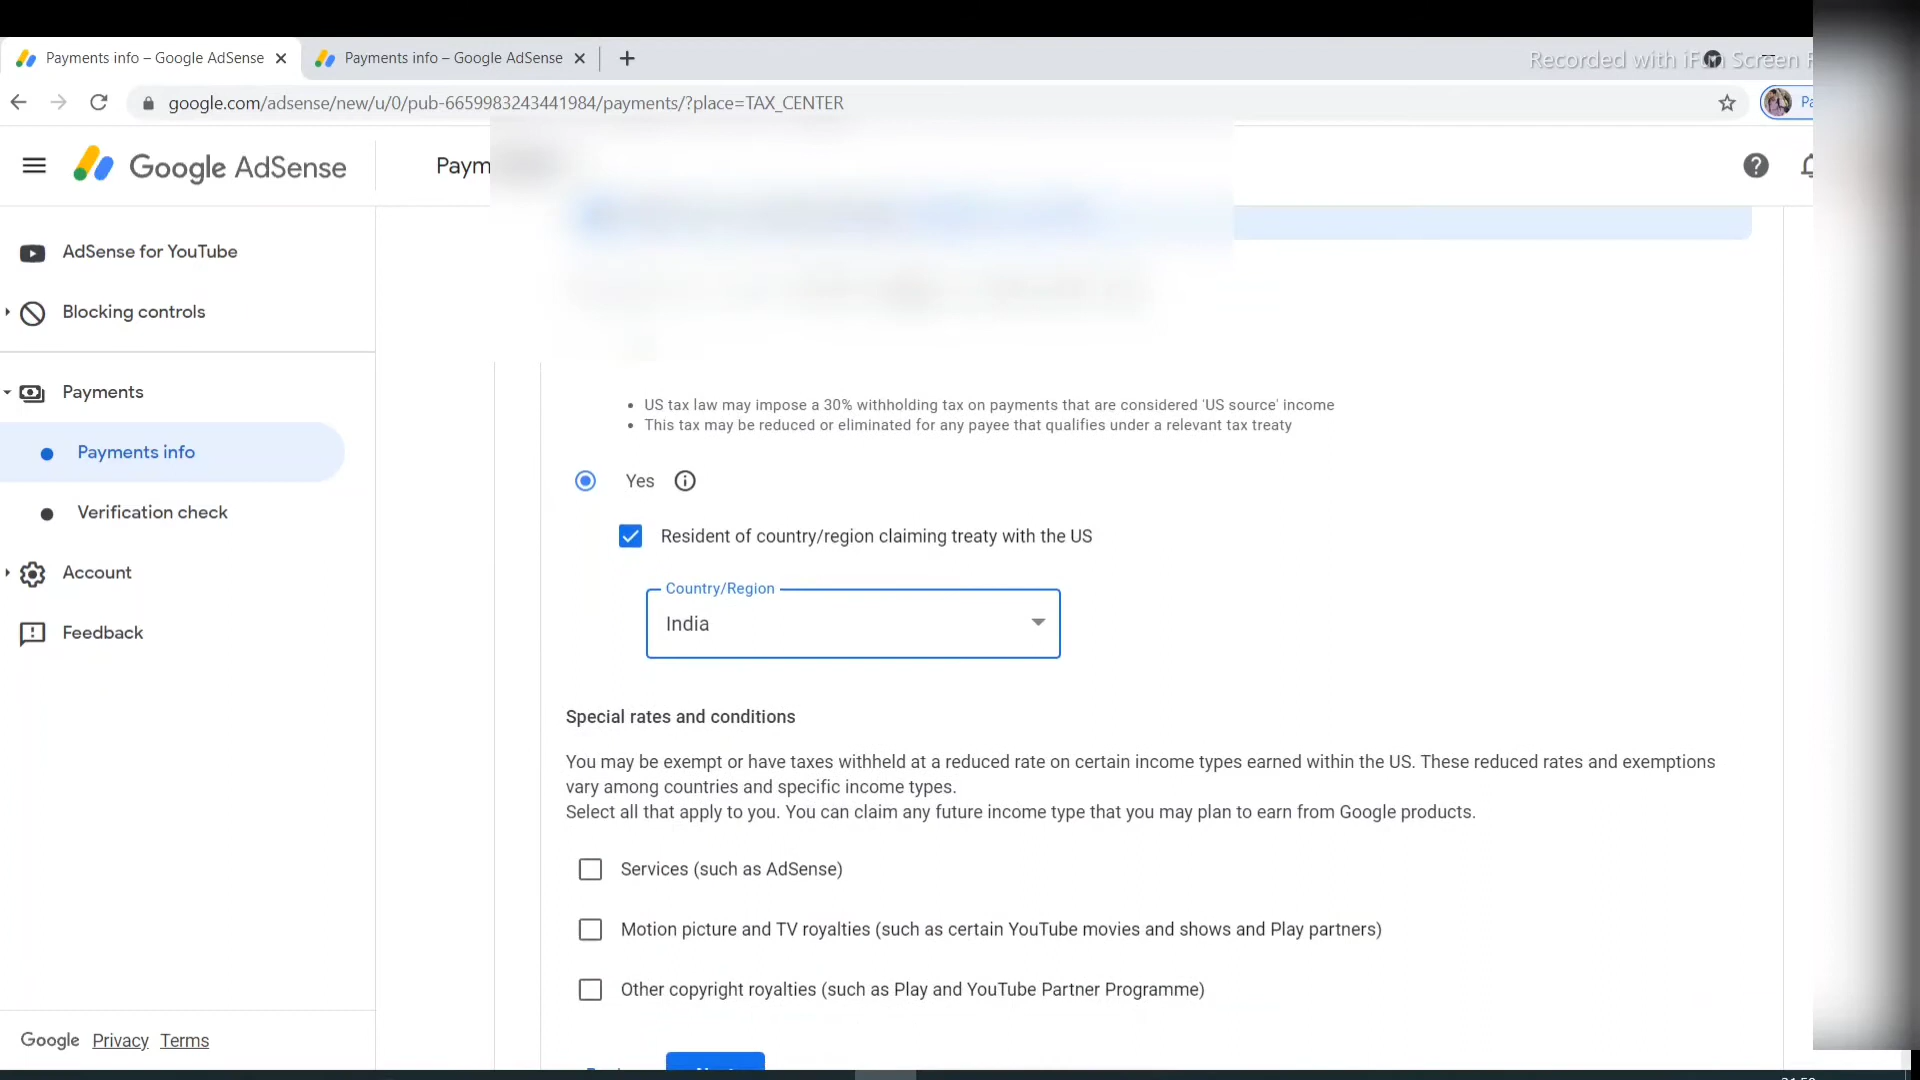 Payments info – Google AdSense
Payments info – Google AdSense
Recorded with iFun Screen
google.com/adsense/new/u/0/pub-6659983243441984/payments/?place=TAX_CENTER
Pa
Google AdSense
Paym
AdSense for YouTube
Blocking controls
Payments
Payments info
Verification check
Account
Feedback
• US tax law may impose a 30% withholding tax on payments that are considered 'US source' income
• This tax may be reduced or eliminated for any payee that qualifies under a relevant tax treaty
Yes
Resident of country/region claiming treaty with the US
Country/Region
India
Special rates and conditions
You may be exempt or have taxes withheld at a reduced rate on certain income types earned within the US. These reduced rates and exemptions
vary among countries and specific income types.
Select all that apply to you. You can claim any future income type that you may plan to earn from Google products.
Services (such as AdSense)
Motion picture and TV royalties (such as certain YouTube movies and shows and Play partners)
Other copyright royalties (such as Play and YouTube Partner Programme)
Google Privacy Terms